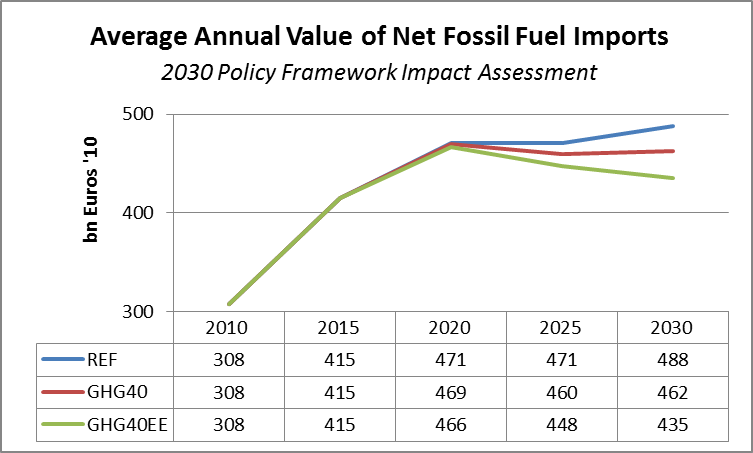 Average Annual Value of Net Fossil Fuel Imports
2030 Policy Framework Impact Assessment
bn Euros '10
500
400
300
2010 2015 2020 2025 2030
REF 308 415 471 471 488
GHG40 308 415 469 460 462
GHG40EE 308 415 466 448 435